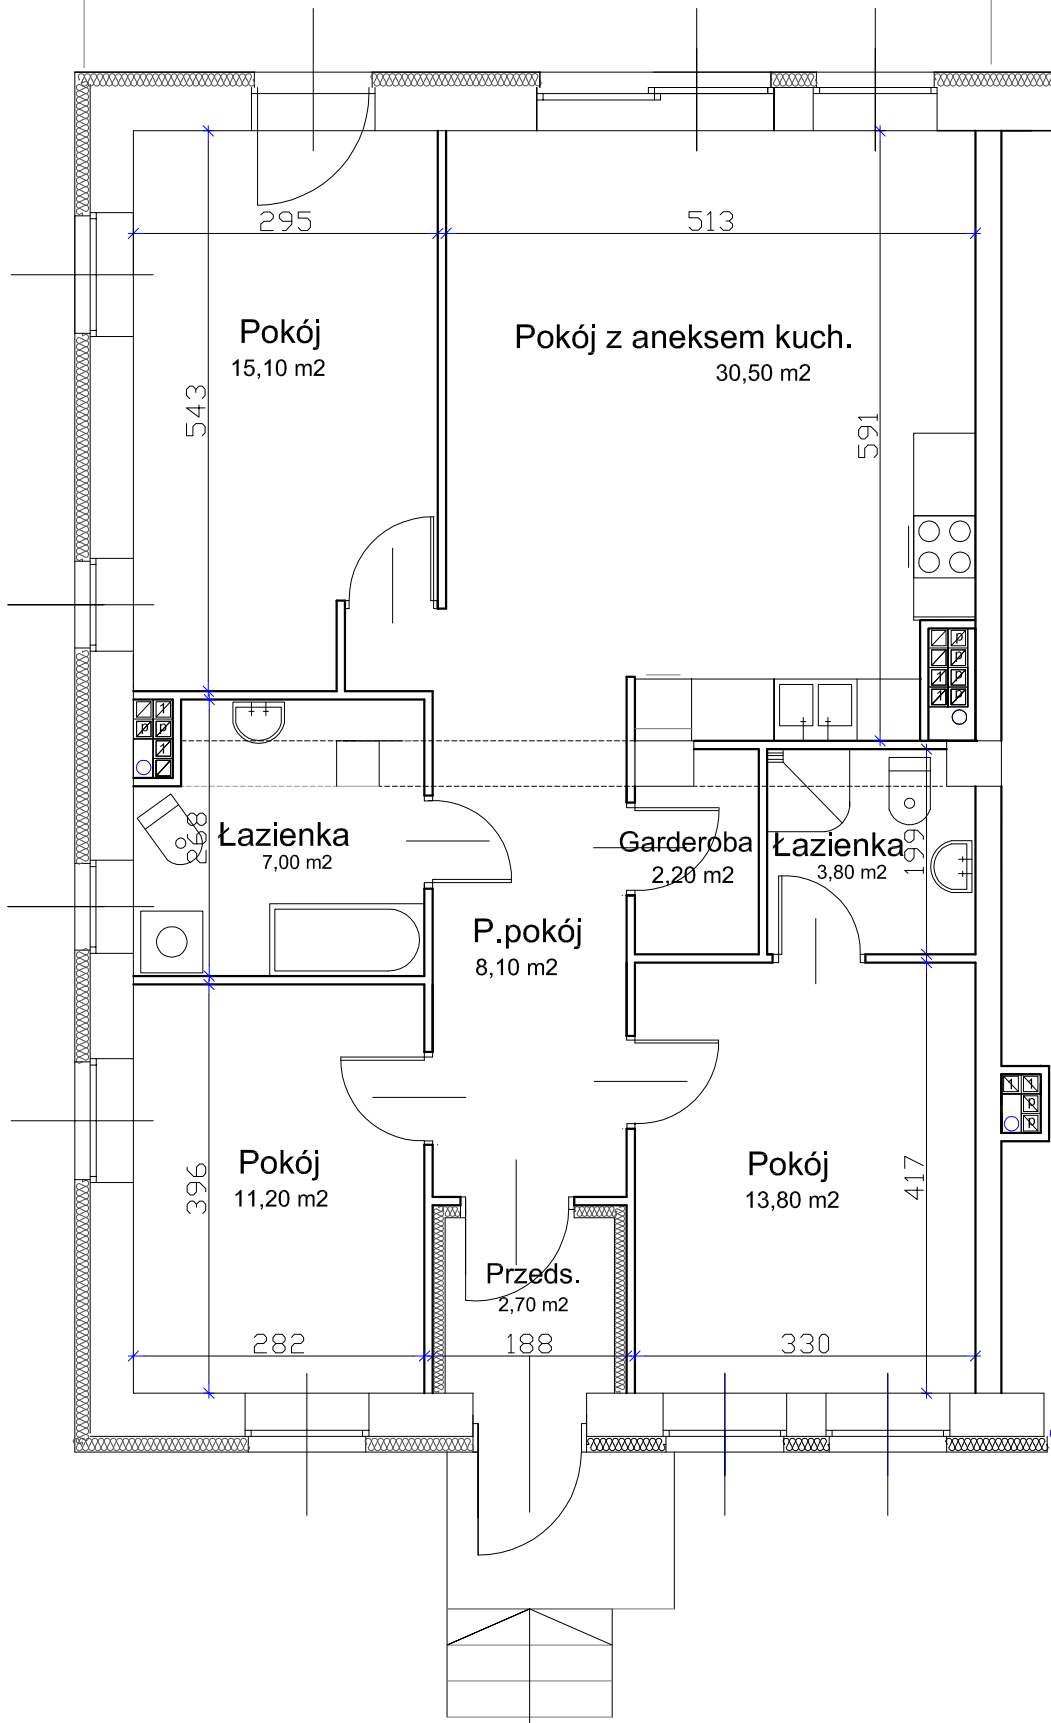 295
513
Pokój
15,10 m2
Pokój z aneksem kuch.
30,50 m2
543
591
Łazienka
7,00 m2
268
Garderoba
2,20 m2
Łazienka
3,80 m2
199
P.pokój
8,10 m2
Pokój
11,20 m2
396
Pokój
13,80 m2
417
Przeds.
2,70 m2
282
188
330